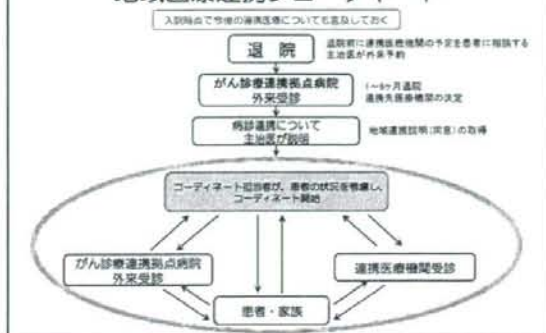 入院時点で今後の連携医療についても言及しておく
退 院
退院前に連携医療機関の予定を患者に相談する
主治医が外来予約
がん診療連携拠点病院
外来受診
1～6ヶ月通院
連携先医療機関の決定
病診連携について
主治医が説明
地域連携説明(同意)の取得
コーディネート担当者が、患者の状況を考慮し、
コーディネート開始
がん診療連携拠点病院
外来受診
連携医療機関受診
患者・家族